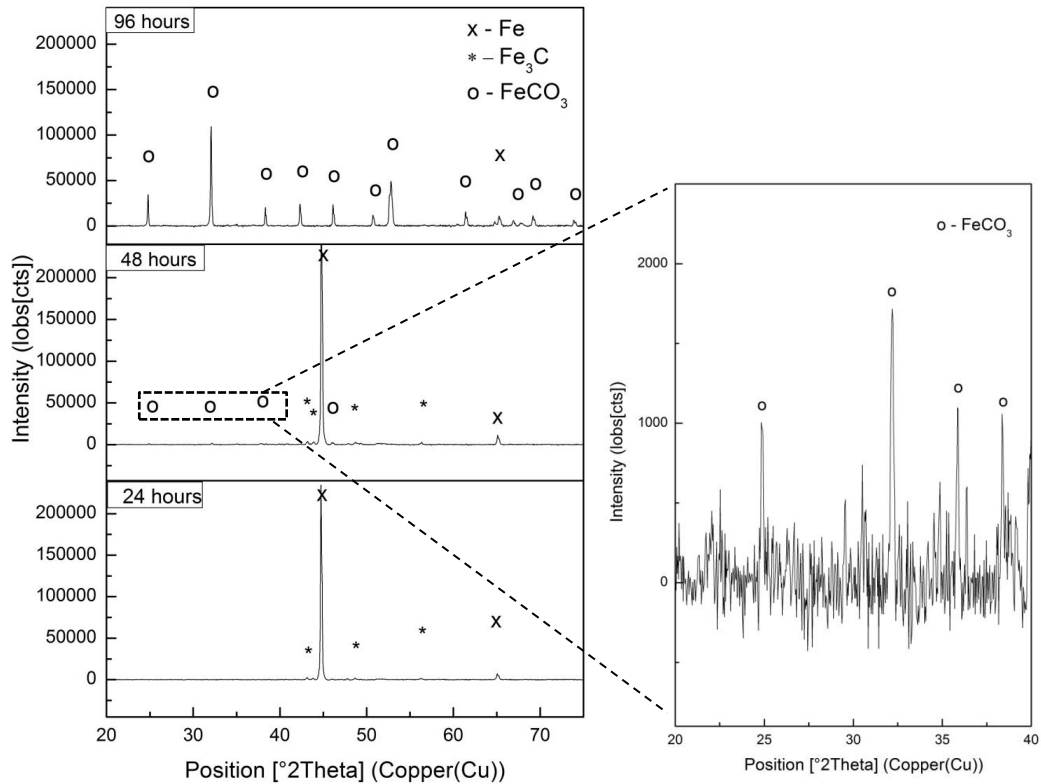 96 hours
x - Fe
* – Fe₃C
o - FeCO₃
200000
150000
100000
50000
0
o o o o o o o o x o o o
48 hours
200000
150000
100000
50000
0
o o o * * x o * * x
24 hours
200000
150000
100000
50000
0
* x * * x
20 30 40 50 60 70
Position [°2Theta] (Copper(Cu))
Intensity (Iobs[cts])
o - FeCO₃
2000
1000
0
o o o o
20 25 30 35 40
Position [°2Theta] (Copper(Cu))
Intensity (Iobs[cts])